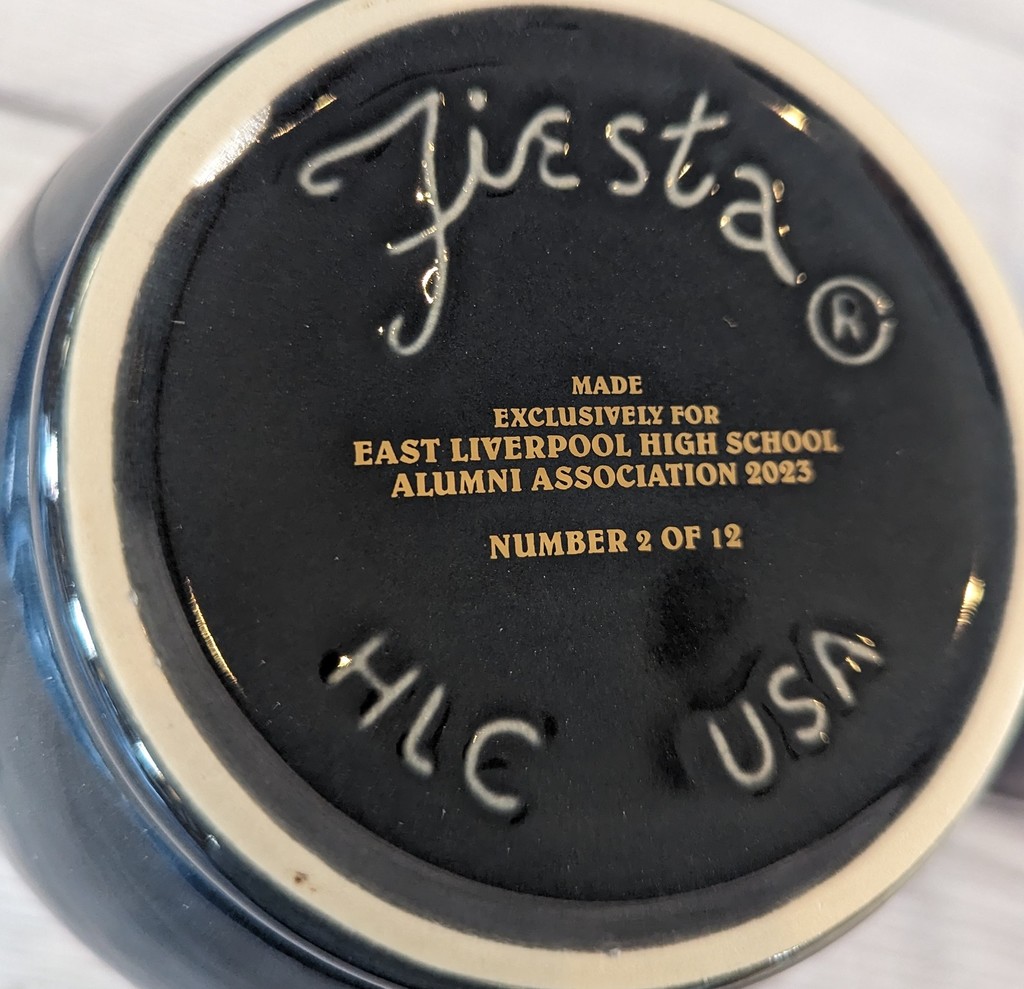 Fiesta®
MADE
EXCLUSIVELY FOR
EAST LIVERPOOL HIGH SCHOOL
ALUMNI ASSOCIATION 2023
NUMBER 2 OF 12
HLC USA